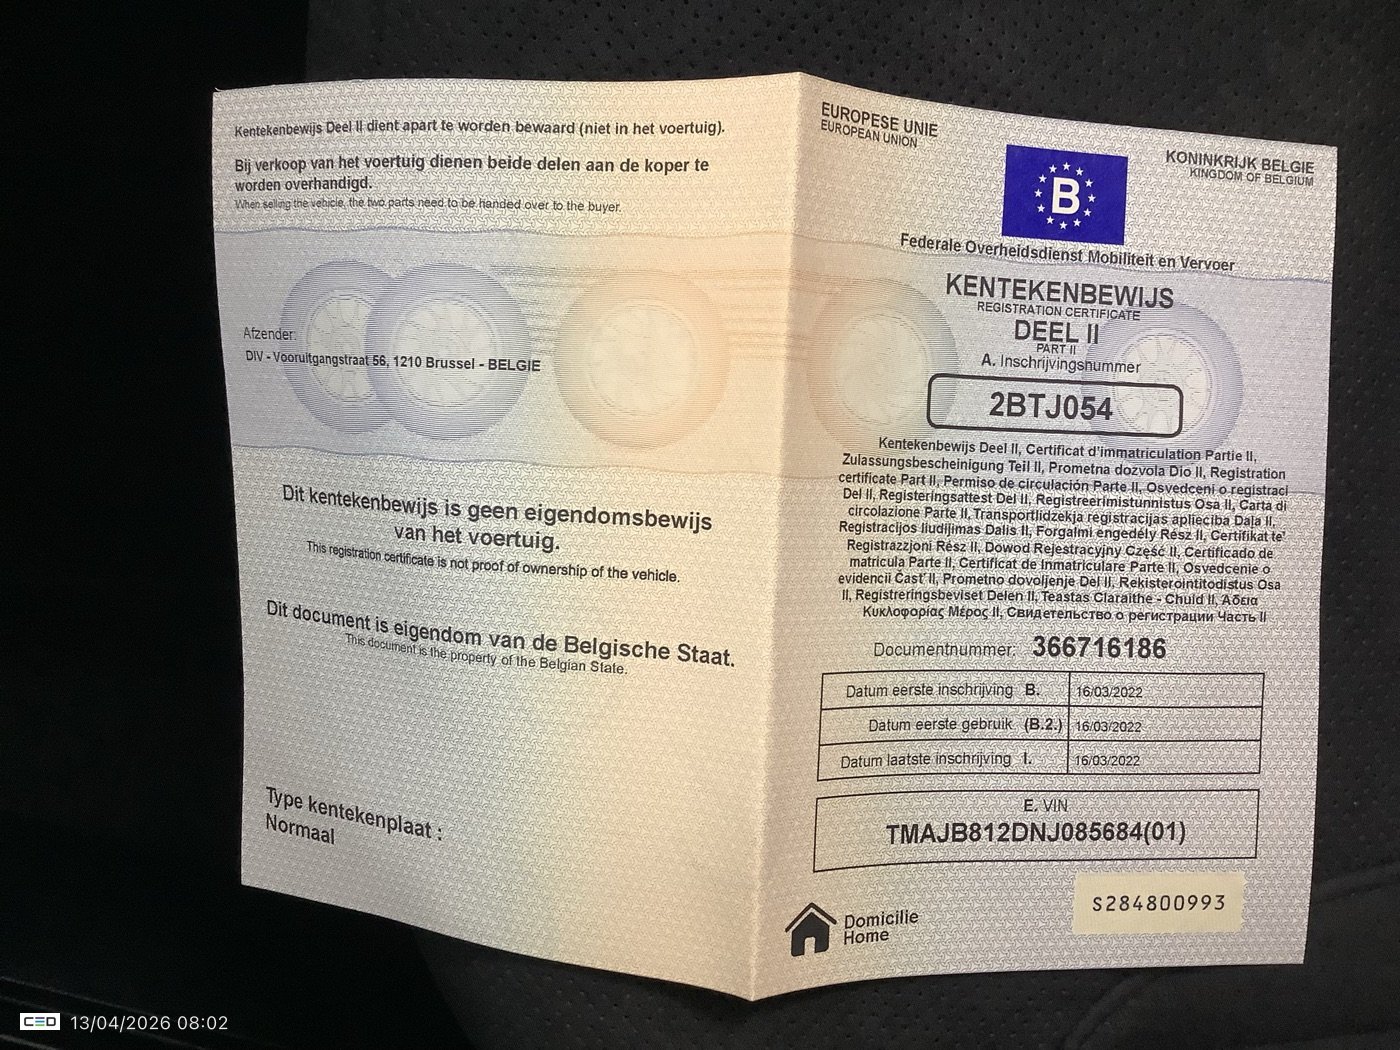 Kentekenbewijs Deel II dient apart te worden bewaard (niet in het voertuig).
Bij verkoop van het voertuig dienen beide delen aan de koper te
worden overhandigd.
When selling the vehicle, the two parts need to be handed over to the buyer.
Afzender:
DIV - Vooruitgangstraat 56, 1210 Brussel - BELGIE
Dit kentekenbewijs is geen eigendomsbewijs
van het voertuig.
This registration certificate is not proof of ownership of the vehicle.
Dit document is eigendom van de Belgische Staat.
This document is the property of the Belgian State.
Type kentekenplaat :
Normaal
EUROPESE UNIE
EUROPEAN UNION
B
KONINKRIJK BELGIE
KINGDOM OF BELGIUM
Federale Overheidsdienst Mobiliteit en Vervoer
KENTEKENBEWIJS
REGISTRATION CERTIFICATE
DEEL II
PART II
A. Inschrijvingsnummer
2BTJ054
Kentekenbewijs Deel II, Certificat d'immatriculation Partie II,
Zulassungsbescheinigung Teil II, Prometna dozvola Dio II, Registration
certificate Part II, Permiso de circulación Parte II, Osvedceni o registraci
Del II, Registeringsattest Del II, Registreerimistunnistus Osa II, Carta di
circolazione Parte II, Transportlidzekja registracijas aplieciba Daļa II,
Registracijos liudijimas Dalis II, Forgalmi engedély Rész II, Certifikat te'
Registrazzjoni Rész II, Dowod Rejestracyjny Część II, Certificado de
matricula Parte II, Certificat de Inmatriculare Parte II, Osvedcenie o
evidencii Čast' II, Prometno dovoljenje Del II, Rekisterointitodistus Osa
II, Registreringsbeviset Delen II, Teastas Claraithe - Chuid II, Άδεια
Κυκλοφορίας Μέρος II, Свидетельство о регистрации Часть II
Documentnummer: 366716186
Datum eerste inschrijving B. 16/03/2022
Datum eerste gebruik (B.2.) 16/03/2022
Datum laatste inschrijving I. 16/03/2022
E. VIN
TMAJB812DNJ085684(01)
S284800993
Domicilie
Home
CED 13/04/2026 08:02